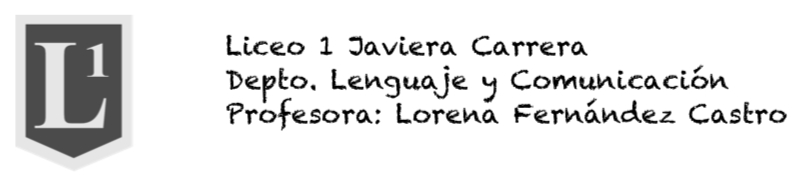 L1
Liceo 1 Javiera Carrera
Depto. Lenguaje y Comunicación
Profesora: Lorena Fernández Castro